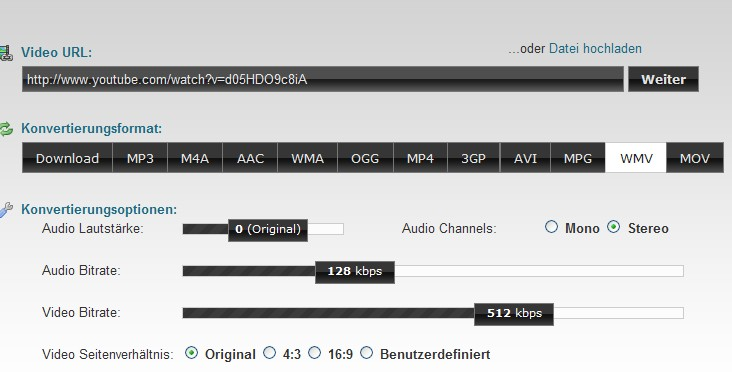 Video URL:
...oder Datei hochladen
http://www.youtube.com/watch?v=d05HDO9c8iA
Weiter
Konvertierungsformat:
Download MP3 M4A AAC WMA OGG MP4 3GP AVI MPG WMV MOV
Konvertierungsoptionen:
Audio Lautstärke: 0 (Original) Audio Channels: Mono Stereo
Audio Bitrate: 128 kbps
Video Bitrate: 512 kbps
Video Seitenverhältnis: Original 4:3 16:9 Benutzerdefiniert